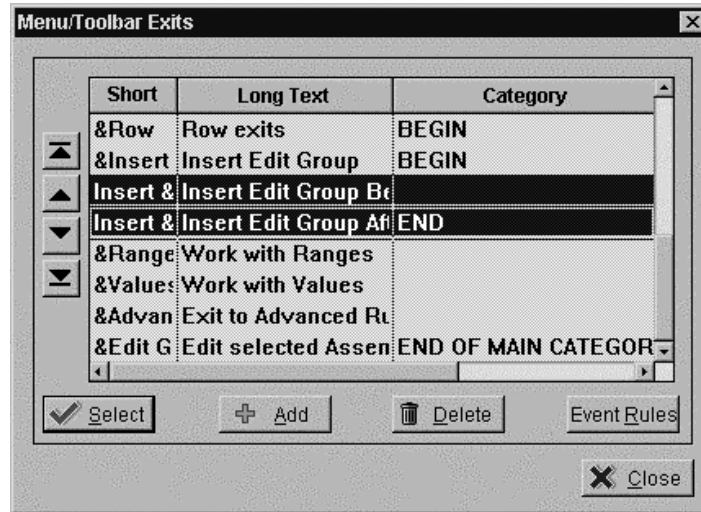 Menu/Toolbar Exits
Short Long Text Category
&Row Row exits BEGIN
&Insert Insert Edit Group BEGIN
Insert & Insert Edit Group Be
Insert & Insert Edit Group Aft END
&Range Work with Ranges
&Values Work with Values
&Advan Exit to Advanced Ru
&Edit G Edit selected Assen END OF MAIN CATEGOR
Select Add Delete Event Rules
Close